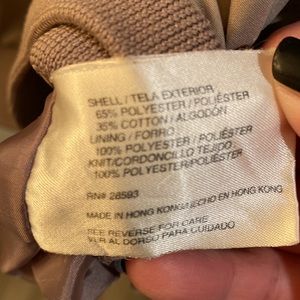 SHELL / TELA EXTERIOR
65% POLYESTER / POLIÉSTER
35% COTTON / ALGODÓN
LINING / FORRO
100% POLYESTER / POLIÉSTER
KNIT/CORDONCILLO TEJIDO
100% POLYESTER / POLIÉSTER
RN# 28593
MADE IN HONG KONG/HECHO EN HONG KONG
SEE REVERSE FOR CARE
VER AL DORSO PARA CUIDADO